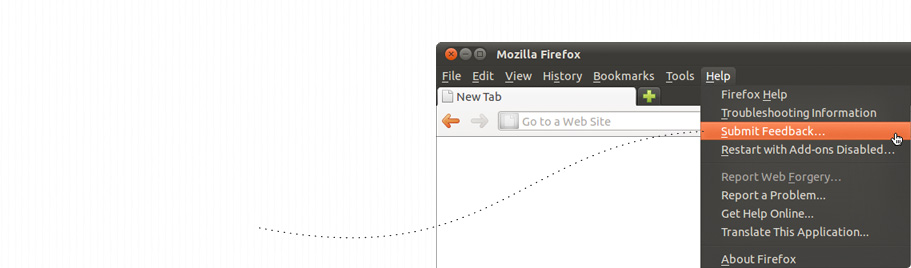 Mozilla Firefox
File Edit View History Bookmarks Tools Help
New Tab
Go to a Web Site
Firefox Help
Troubleshooting Information
Submit Feedback...
Restart with Add-ons Disabled...
Report Web Forgery...
Report a Problem...
Get Help Online...
Translate This Application...
About Firefox